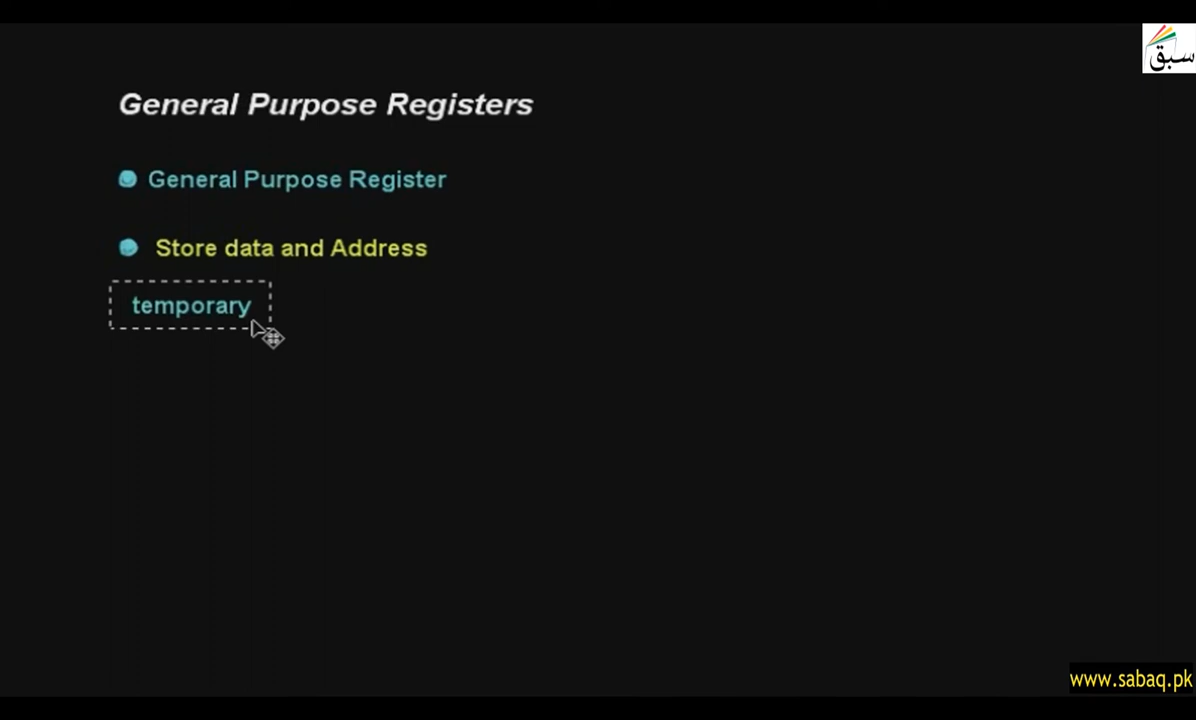 سبق
General Purpose Registers
General Purpose Register
Store data and Address
temporary
www.sabaq.pk